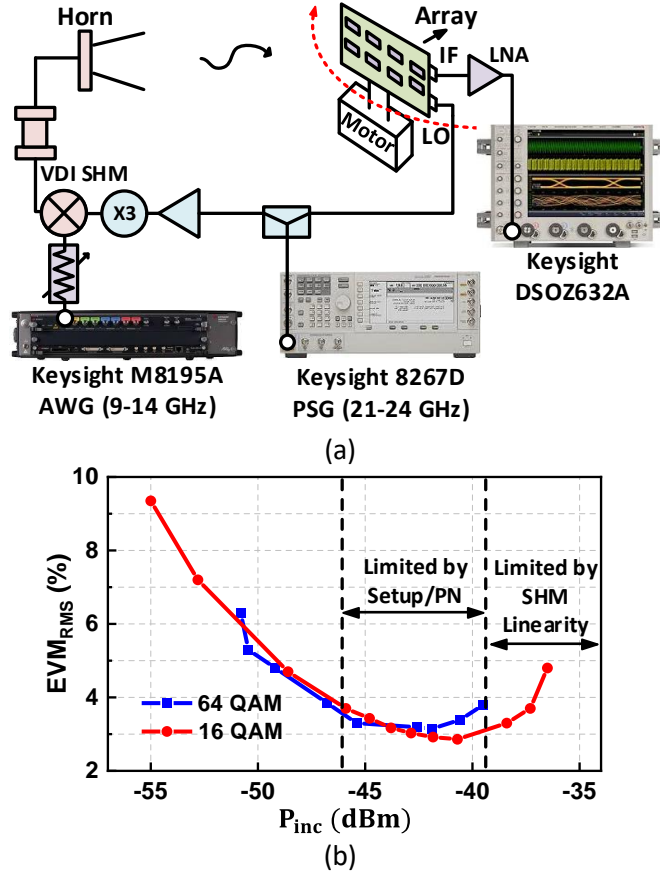 Horn
Array
IF
LNA
Motor
LO
VDI SHM
X3
Keysight
DSOZ632A
Keysight M8195A
AWG (9-14 GHz)
Keysight 8267D
PSG (21-24 GHz)
(a)
10
8
6
4
2
EVM_RMS (%)
Limited by
Setup/PN
Limited by
SHM
Linearity
64 QAM
16 QAM
-55
-50
-45
-40
-35
P_inc (dBm)
(b)